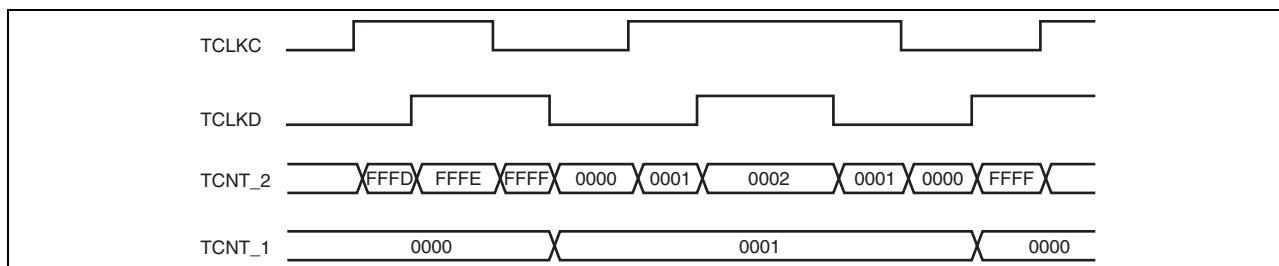 TCLKC
TCLKD
TCNT_2 FFFD FFFE FFFF 0000 0001 0002 0001 0000 FFFF
TCNT_1 0000 0001 0000